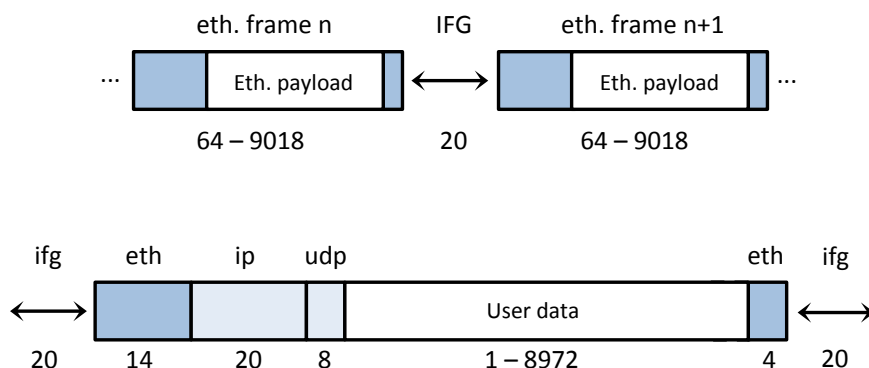 eth. frame n IFG eth. frame n+1
... Eth. payload Eth. payload ...
64 – 9018 20 64 – 9018
ifg eth ip udp eth ifg
User data
20 14 20 8 1 – 8972 4 20